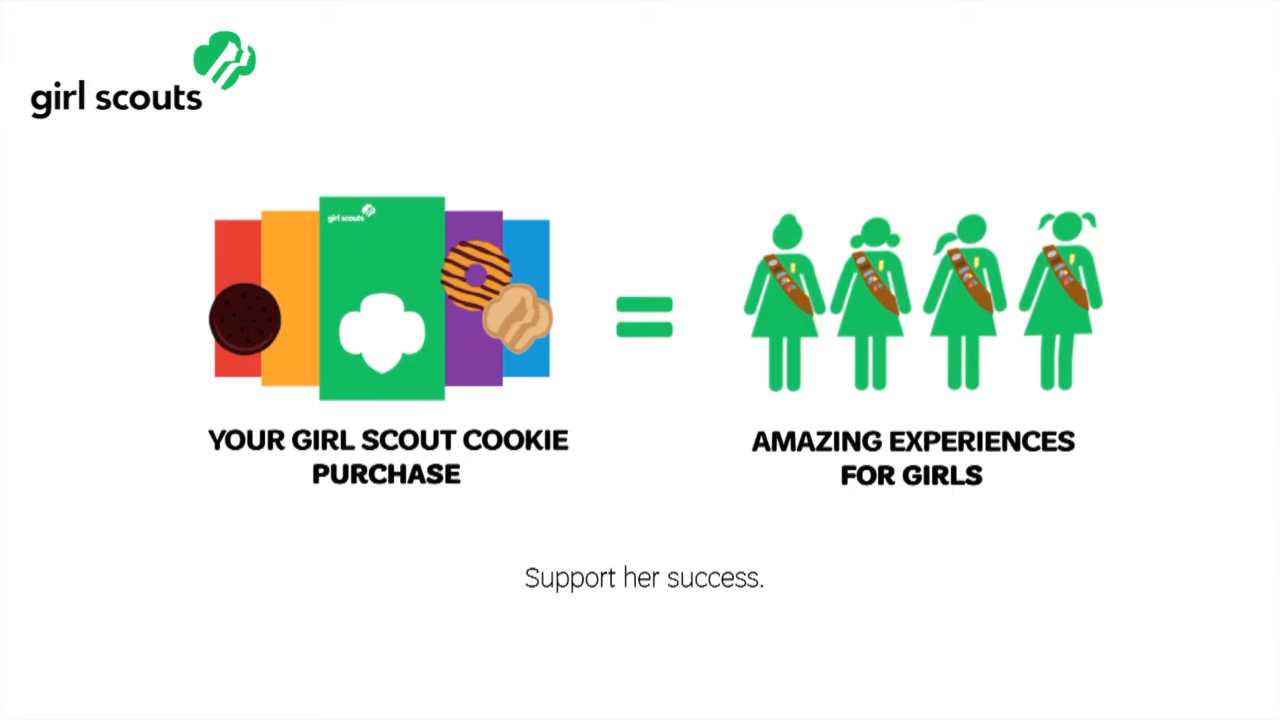 girl scouts
girl scouts
YOUR GIRL SCOUT COOKIE
PURCHASE
AMAZING EXPERIENCES
FOR GIRLS
Support her success.